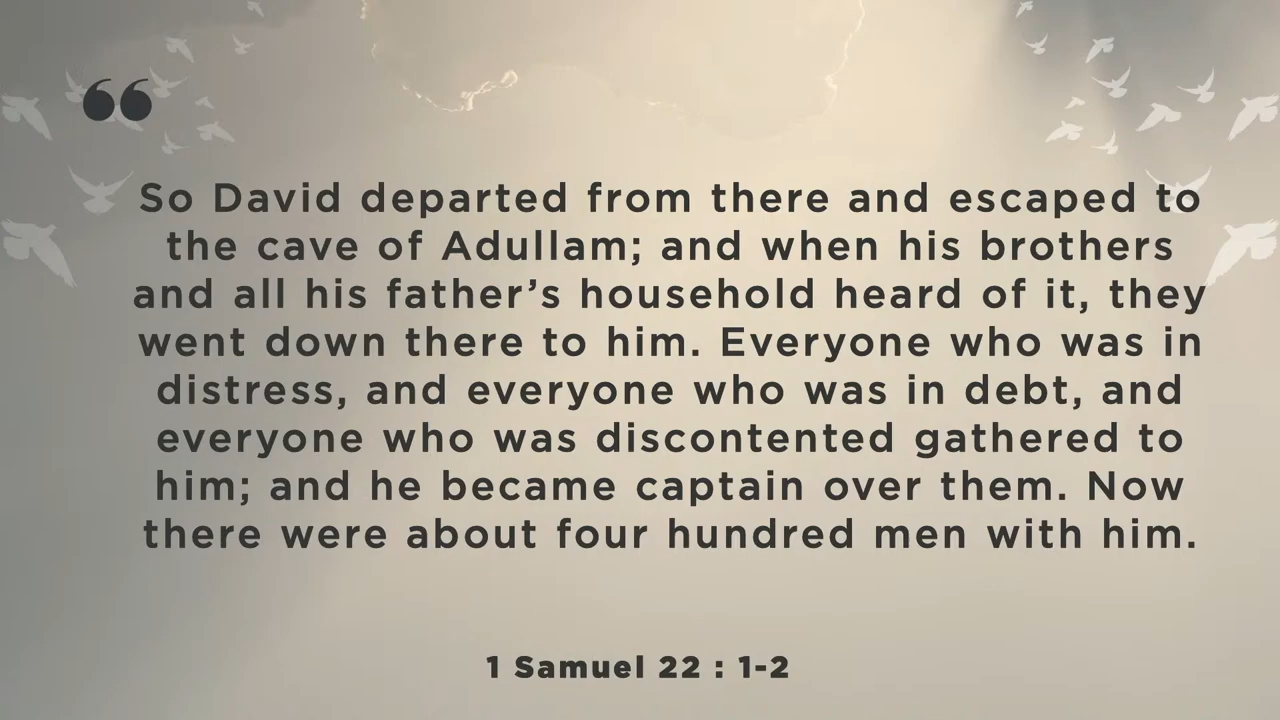 “
So David departed from there and escaped to
the cave of Adullam; and when his brothers
and all his father’s household heard of it, they
went down there to him. Everyone who was in
distress, and everyone who was in debt, and
everyone who was discontented gathered to
him; and he became captain over them. Now
there were about four hundred men with him.
1 Samuel 22 : 1-2